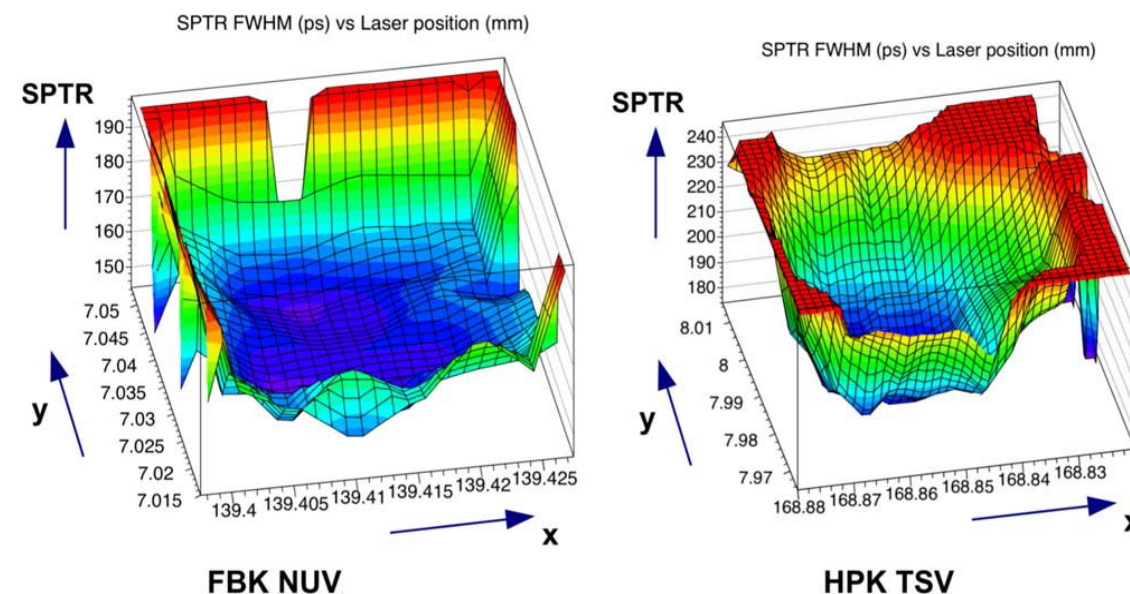 SPTR FWHM (ps) vs Laser position (mm)
SPTR
190
180
170
160
150
7.05
7.045
7.04
7.035
7.03
7.025
7.02
7.015
y
139.4 139.405 139.41 139.415 139.42 139.425
x
FBK NUV
SPTR FWHM (ps) vs Laser position (mm)
SPTR
240
230
220
210
200
190
180
8.01
8
7.99
7.98
7.97
y
168.88 168.87 168.86 168.85 168.84 168.83
x
HPK TSV